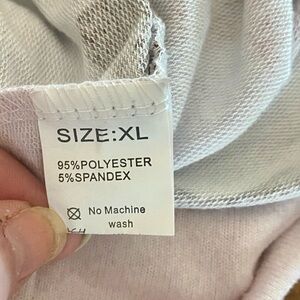 SIZE:XL
95%POLYESTER
5%SPANDEX
No Machine
wash